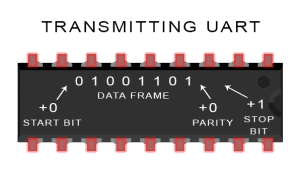 TRANSMITTING UART
0 1 0 0 1 1 0 1
DATA FRAME
+0
START BIT
+0
PARITY
+1
STOP
BIT